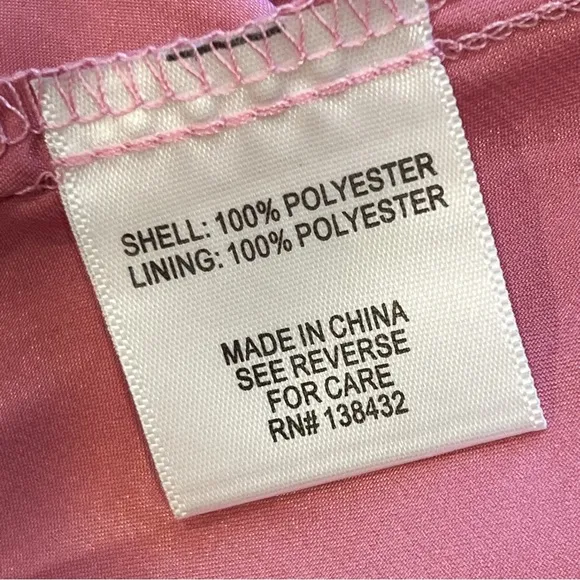 SHELL: 100% POLYESTER
LINING: 100% POLYESTER
MADE IN CHINA
SEE REVERSE
FOR CARE
RN# 138432